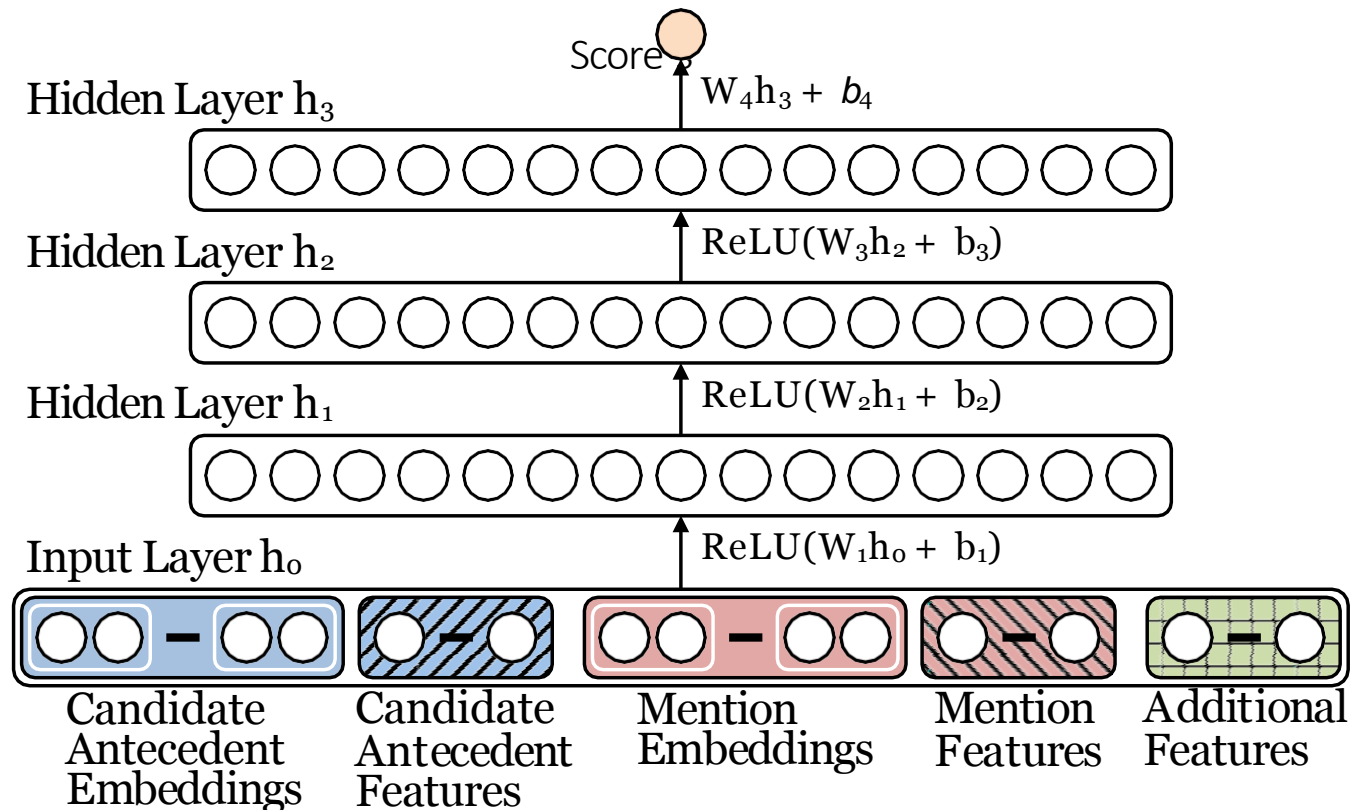 Score s
W₄h₃ + b₄
Hidden Layer h₃
ReLU(W₃h₂ + b₃)
Hidden Layer h₂
ReLU(W₂h₁ + b₂)
Hidden Layer h₁
ReLU(W₁h₀ + b₁)
Input Layer h₀
Candidate
Antecedent
Embeddings
Candidate
Antecedent
Features
Mention
Embeddings
Mention
Features
Additional
Features